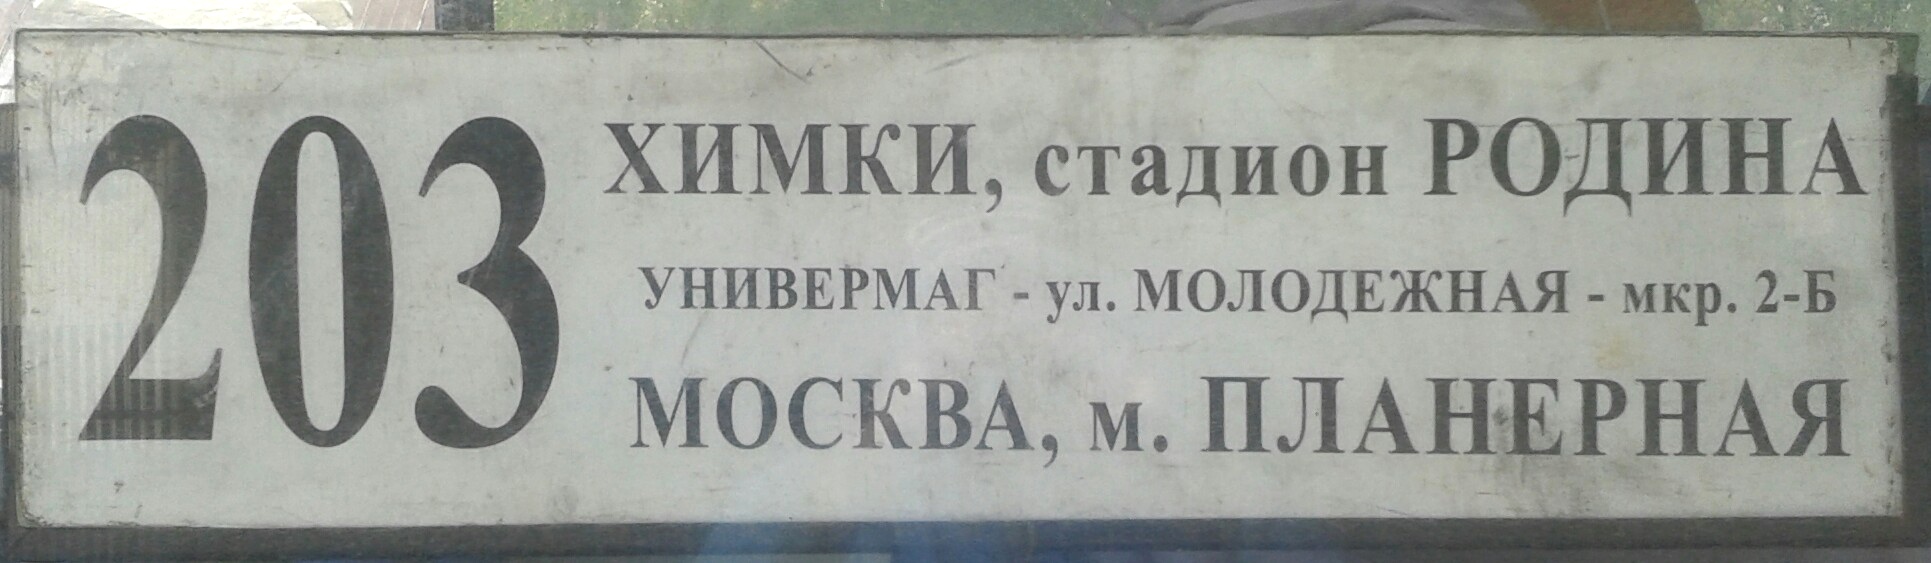 203
ХИМКИ, стадион РОДИНА
УНИВЕРМАГ - ул. МОЛОДЕЖНАЯ - мкр. 2-Б
МОСКВА, м. ПЛАНЕРНАЯ